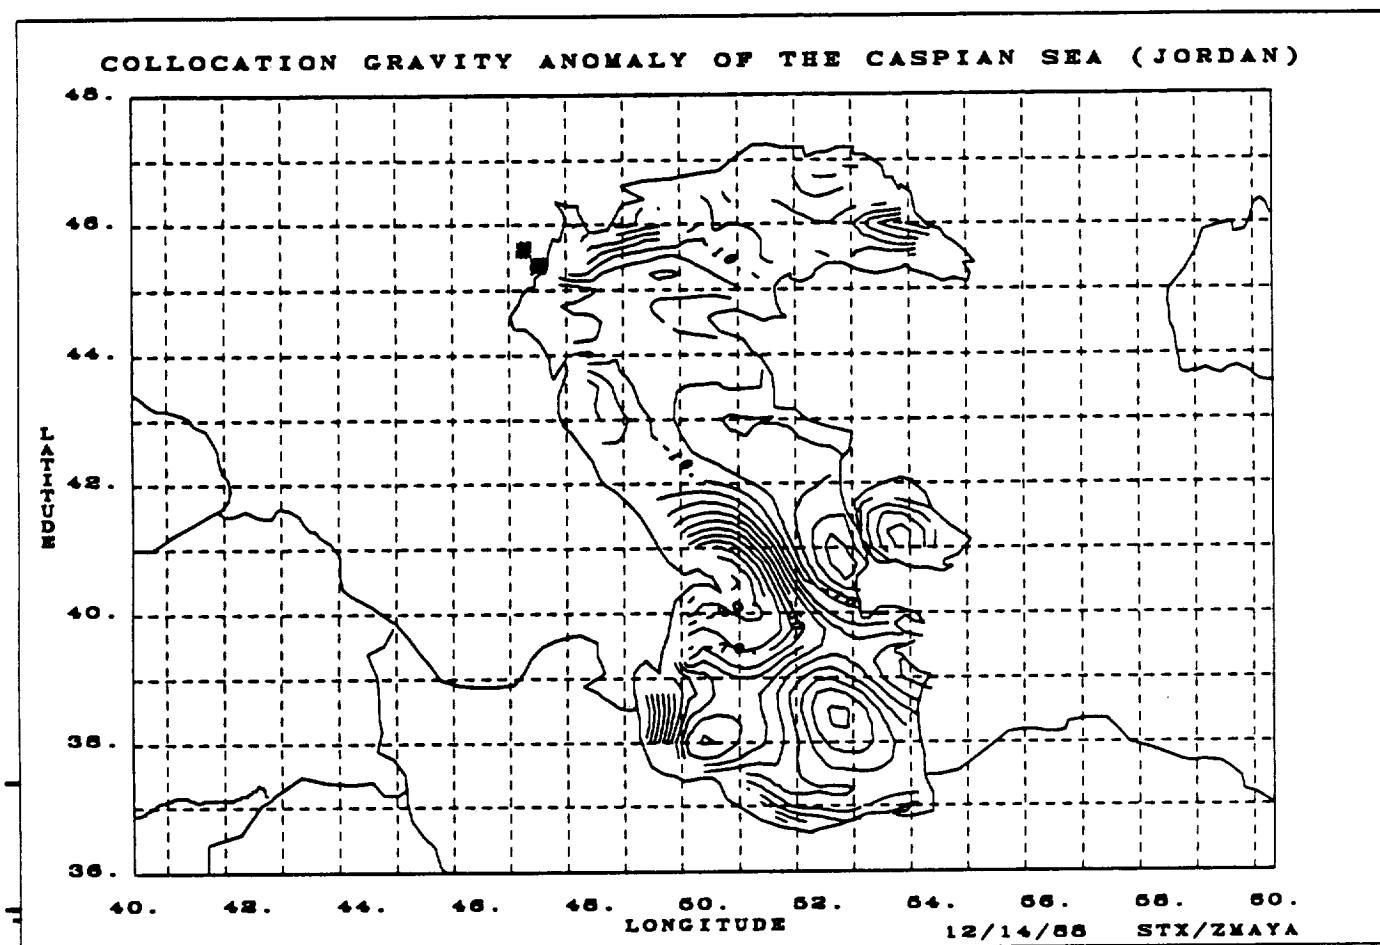 COLLOCATION GRAVITY ANOMALY OF THE CASPIAN SEA (JORDAN)
48.
46.
44.
42.
40.
38.
36.
LATITUDE
40. 42. 44. 46. 48. 50. 52. 54. 56. 58. 60.
LONGITUDE
12/14/88 STX/ZMAYA